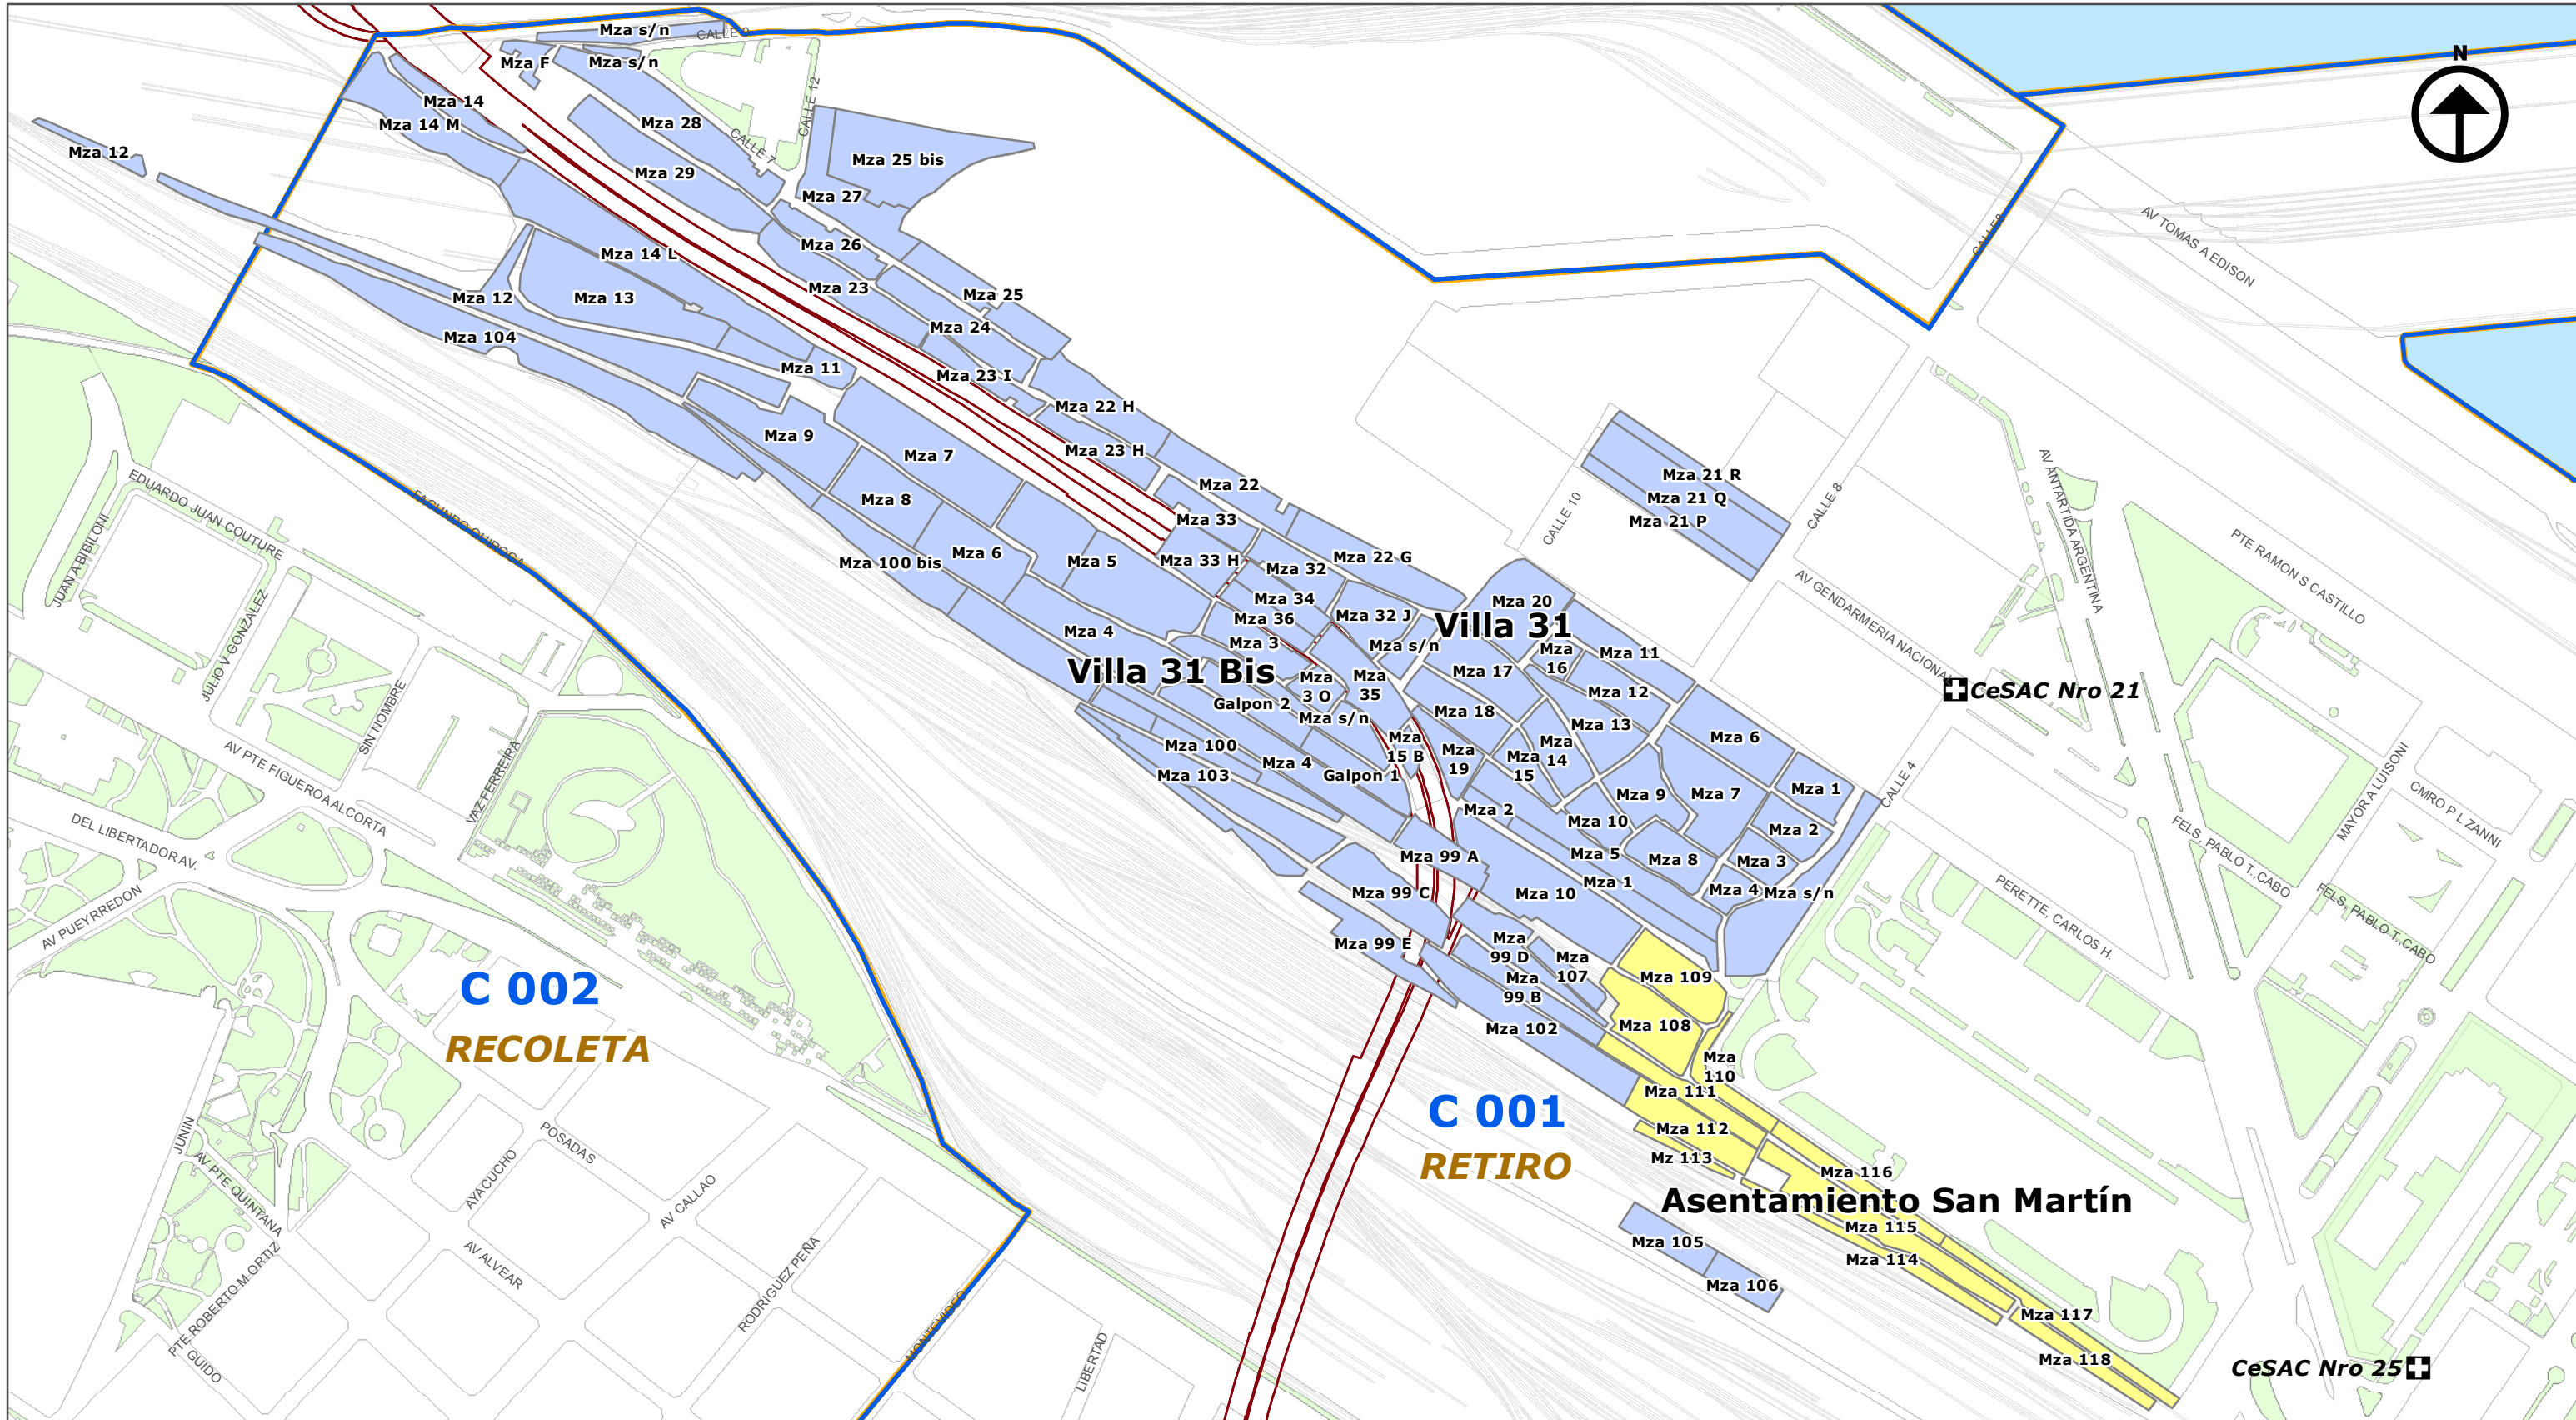 Mza s/n
CALLE 9
Mza F
Mza s/n
N
Mza 14
Mza 14 M
Mza 28
CALLE 12
CALLE 7
Mza 12
Mza 29
Mza 25 bis
Mza 27
AV TOMAS A EDISON
Mza 26
Mza 14 L
Mza 23
Mza 25
Mza 12
Mza 13
Mza 24
Mza 104
Mza 11
Mza 23 I
Mza 22 H
Mza 9
Mza 7
Mza 23 H
Mza 21 R
Mza 22
Mza 8
Mza 21 Q
Mza 33
Mza 21 P
CALLE 10
CALLE 8
AV ANTARTIDA ARGENTINA
EDUARDO JUAN COUTURE
FACUNDO QUIROGA
JUAN A BIBILONI
JULIO V GONZALEZ
Mza 100 bis
Mza 6
Mza 5
Mza 33 H
Mza 32
Mza 22 G
PTE RAMON S CASTILLO
AV GENDARMERIA NACIONAL
Mza 34
Mza 20
Mza 36
Mza 32 J
Villa 31
Mza 4
Mza 3
Mza s/n
Mza
16
Mza 11
Villa 31 Bis
Mza
3 O
Mza
35
Mza 17
Mza 12
CeSAC Nro 21
Galpon 2
Mza s/n
Mza 18
Mza 13
SIN NOMBRE
VAZ FERREIRA
AV PTE FIGUEROA ALCORTA
DEL LIBERTADOR AV.
AV PUEYRREDON
Mza 100
Mza
15 B
Mza
19
Mza
14
Mza
15
Mza 6
Mza 103
Mza 4
Galpon 1
Mza 9
Mza 7
Mza 1
CALLE 4
Mza 2
Mza 10
Mza 2
Mza 99 A
Mza 5
Mza 8
Mza 3
Mza 99 C
Mza 10
Mza 1
Mza 4
Mza s/n
MAYOR A LUISONI
CMRO P L ZANNI
FELS, PABLO T.,CABO
FELS, PABLO T,CABO
PERETTE, CARLOS H.
Mza 99 E
Mza
99 D
Mza
107
Mza 109
C 002
RECOLETA
Mza
99 B
Mza 102
Mza 108
Mza
110
Mza 111
C 001
RETIRO
Mza 112
Mz 113
Mza 116
Asentamiento San Martín
Mza 115
Mza 105
Mza 114
Mza 106
Mza 117
Mza 118
CeSAC Nro 25
JUNIN
AV PTE QUINTANA
PTE ROBERTO M ORTIZ
GUIDO
AYACUCHO
POSADAS
AV ALVEAR
AV CALLAO
RODRIGUEZ PEÑA
MONTEVIDEO
LIBERTAD